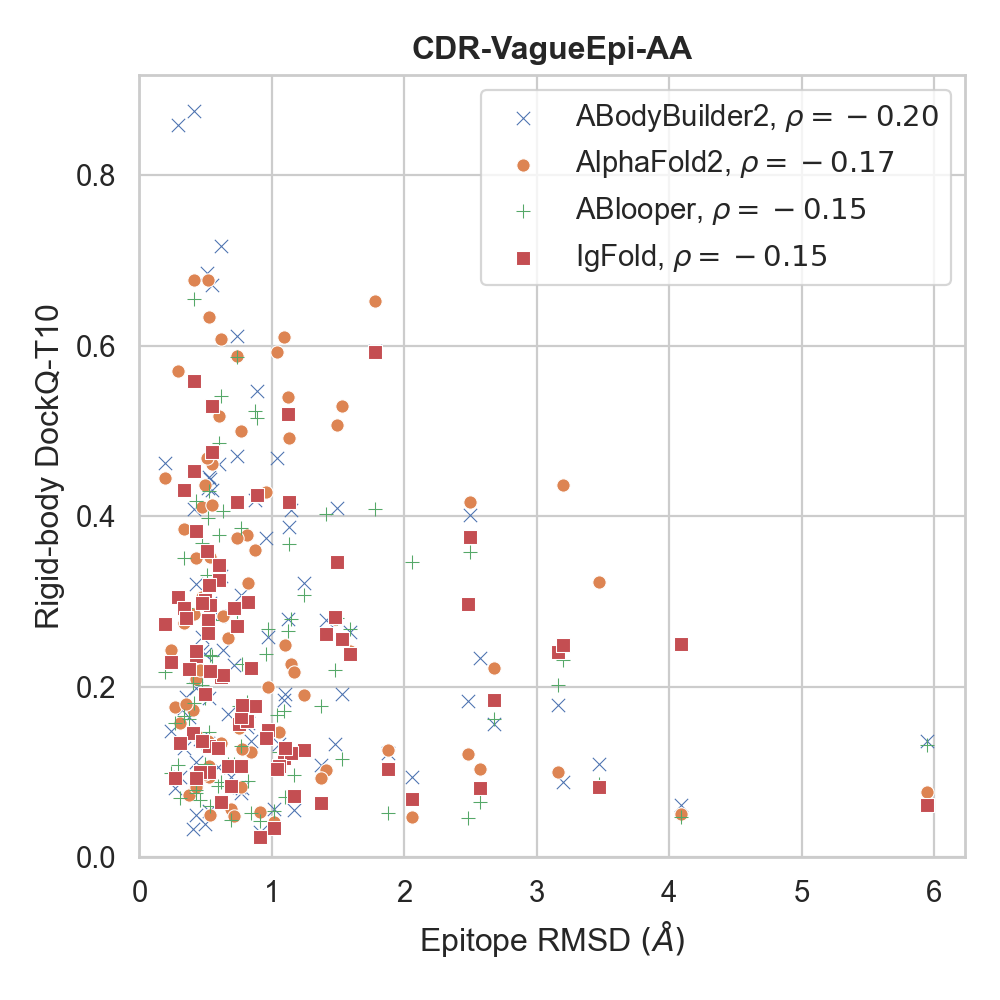 CDR-VagueEpi-AA
ABodyBuilder2, ρ = −0.20
AlphaFold2, ρ = −0.17
ABlooper, ρ = −0.15
IgFold, ρ = −0.15
Rigid-body DockQ-T10
0.8
0.6
0.4
0.2
0.0
0 1 2 3 4 5 6
Epitope RMSD (Å)